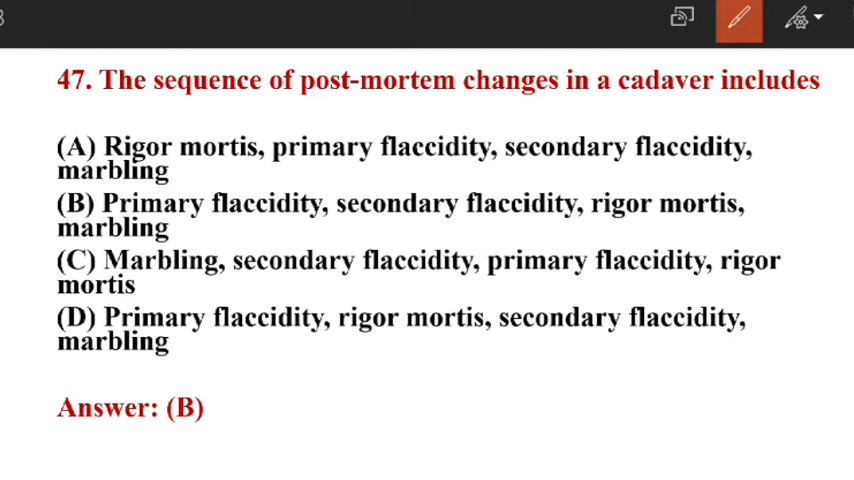 3
47. The sequence of post-mortem changes in a cadaver includes
(A) Rigor mortis, primary flaccidity, secondary flaccidity,
marbling
(B) Primary flaccidity, secondary flaccidity, rigor mortis,
marbling
(C) Marbling, secondary flaccidity, primary flaccidity, rigor
mortis
(D) Primary flaccidity, rigor mortis, secondary flaccidity,
marbling
Answer: (B)